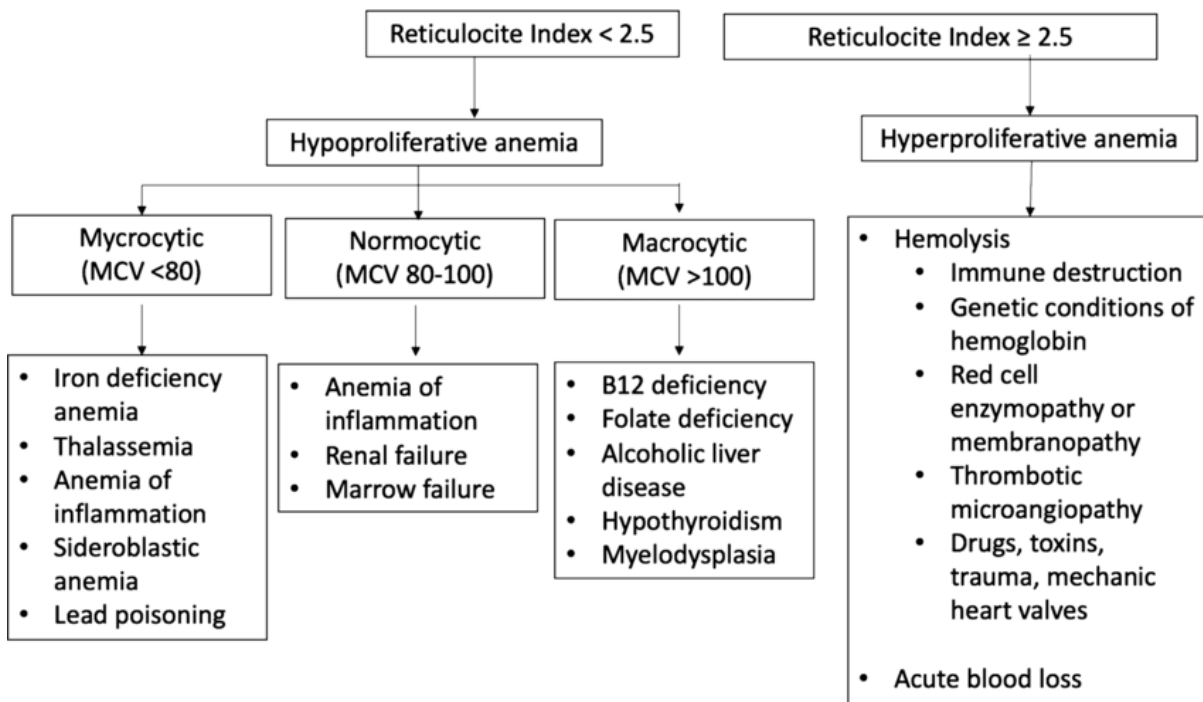 Reticulocite Index < 2.5
Reticulocite Index ≥ 2.5
Hypoproliferative anemia
Hyperproliferative anemia
Mycrocytic
(MCV <80)
Normocytic
(MCV 80-100)
Macrocytic
(MCV >100)
• Iron deficiency
anemia
• Thalassemia
• Anemia of
inflammation
• Sideroblastic
anemia
• Lead poisoning
• Anemia of
inflammation
• Renal failure
• Marrow failure
• B12 deficiency
• Folate deficiency
• Alcoholic liver
disease
• Hypothyroidism
• Myelodysplasia
• Hemolysis
• Immune destruction
• Genetic conditions of
hemoglobin
• Red cell
enzymopathy or
membranopathy
• Thrombotic
microangiopathy
• Drugs, toxins,
trauma, mechanic
heart valves
• Acute blood loss